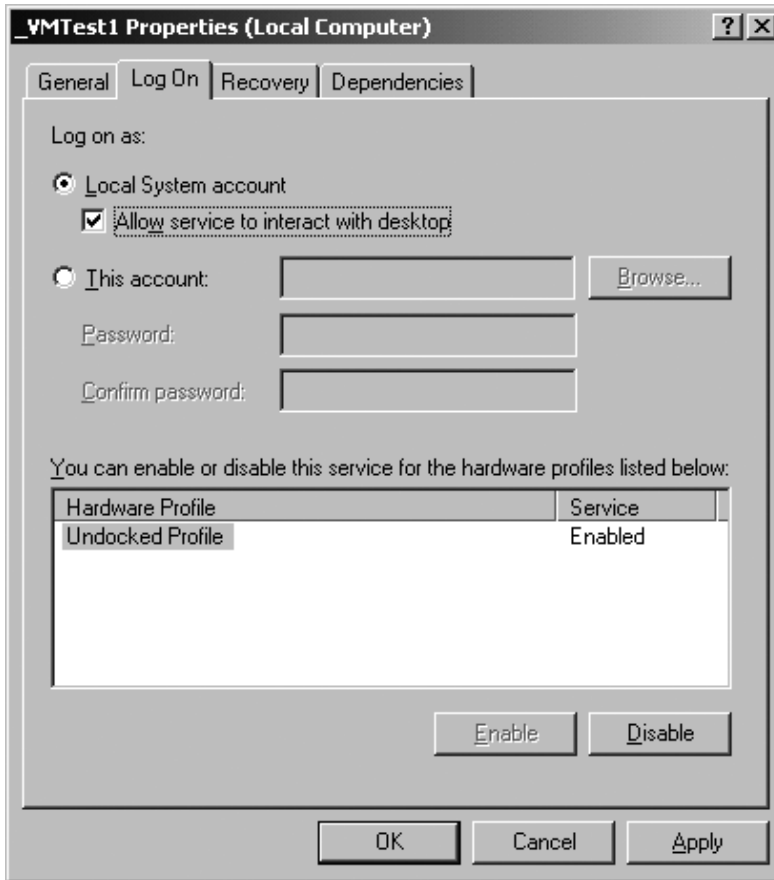 _VMTest1 Properties (Local Computer)
General Log On Recovery Dependencies
Log on as:
Local System account
Allow service to interact with desktop
This account: Browse...
Password:
Confirm password:
You can enable or disable this service for the hardware profiles listed below:
Hardware Profile Service
Undocked Profile Enabled
Enable Disable
OK Cancel Apply